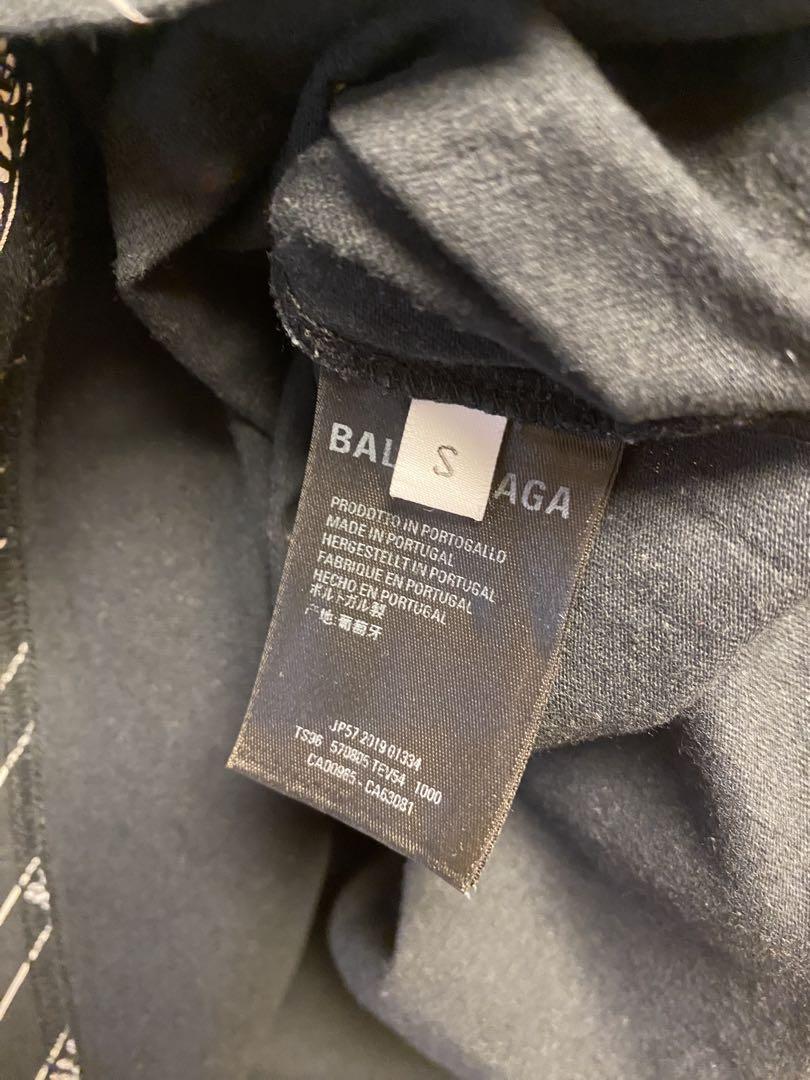 BAL AGA
S
PRODOTTO IN PORTOGALLO
MADE IN PORTUGAL
HERGESTELLT IN PORTUGAL
FABRIQUE EN PORTUGAL
HECHO EN PORTUGAL
ポルトガル製
产地:葡萄牙
JP57 2019 01334
TS36 570805 TEV54 1000
CA00965 - CA63081